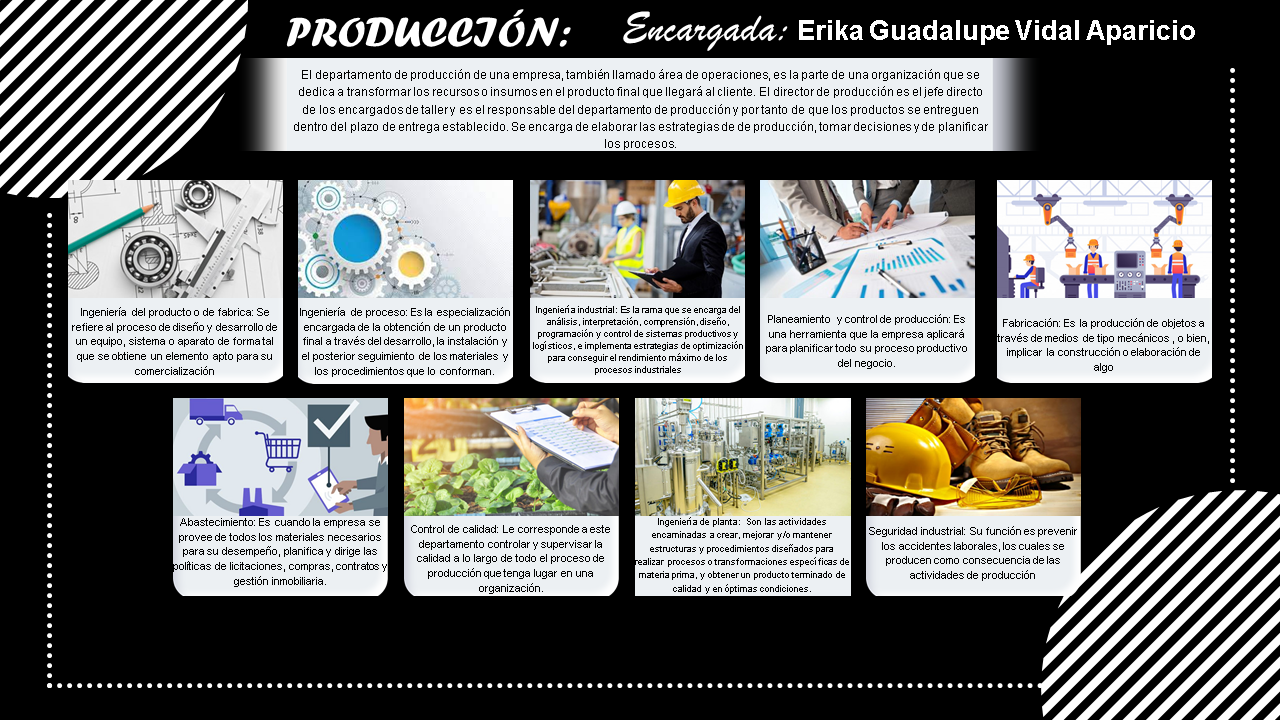 PRODUCCIÓN:
Encargada: Erika Guadalupe Vidal Aparicio
El departamento de producción de una empresa, también llamado área de operaciones, es la parte de una organización que se
dedica a transformar los recursos o insumos en el producto final que llegará al cliente. El director de producción es el jefe directo
de los encargados de taller y es el responsable del departamento de producción y por tanto de que los productos se entreguen
dentro del plazo de entrega establecido. Se encarga de elaborar las estrategias de de producción, tomar decisiones y de planificar
los procesos.
Ingeniería del producto o de fabrica: Se
refiere al proceso de diseño y desarrollo de
un equipo, sistema o aparato de forma tal
que se obtiene un elemento apto para su
comercialización
Ingeniería de proceso: Es la especialización
encargada de la obtención de un producto
final a través del desarrollo, la instalación y
el posterior seguimiento de los materiales y
los procedimientos que lo conforman.
Ingeniería industrial: Es la rama que se encarga del
análisis, interpretación, comprensión, diseño,
programación y control de sistemas productivos y
logísticos, e implementa estrategias de optimización
para conseguir el rendimiento máximo de los
procesos industriales
Planeamiento y control de producción: Es
una herramienta que la empresa aplicará
para planificar todo su proceso productivo
del negocio.
Fabricación: Es la producción de objetos a
través de medios de tipo mecánicos , o bien,
implicar la construcción o elaboración de
algo
Abastecimiento: Es cuando la empresa se
provee de todos los materiales necesarios
para su desempeño, planifica y dirige las
políticas de licitaciones, compras, contratos y
gestión inmobiliaria.
Control de calidad: Le corresponde a este
departamento controlar y supervisar la
calidad a lo largo de todo el proceso de
producción que tenga lugar en una
organización.
Ingeniería de planta: Son las actividades
encaminadas a crear, mejorar y/o mantener
estructuras y procedimientos diseñados para
realizar procesos o transformaciones específicas de
materia prima, y obtener un producto terminado de
calidad y en óptimas condiciones.
Seguridad industrial: Su función es prevenir
los accidentes laborales, los cuales se
producen como consecuencia de las
actividades de producción